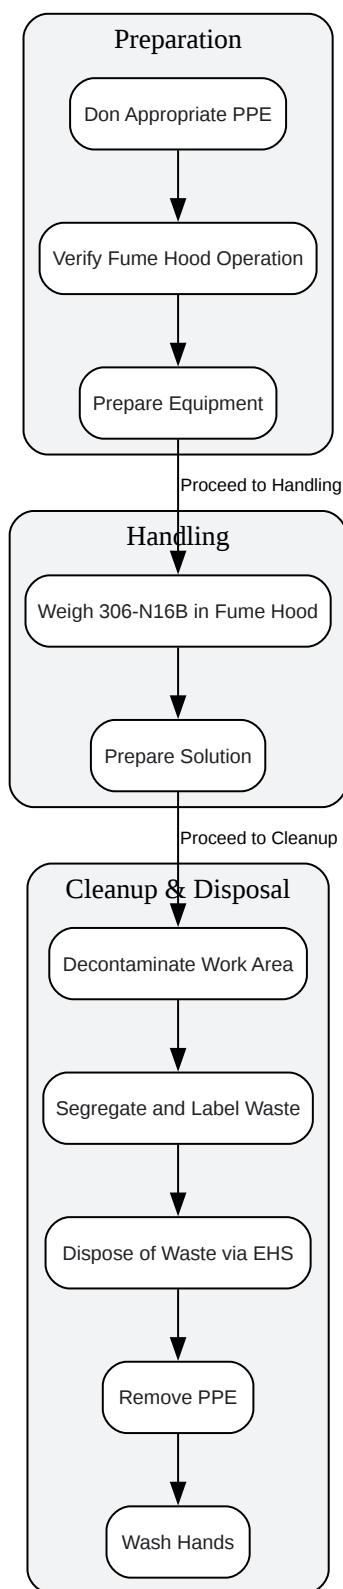 Preparation
Don Appropriate PPE
Verify Fume Hood Operation
Prepare Equipment
Proceed to Handling
Handling
Weigh 306-N16B in Fume Hood
Prepare Solution
Proceed to Cleanup
Cleanup & Disposal
Decontaminate Work Area
Segregate and Label Waste
Dispose of Waste via EHS
Remove PPE
Wash Hands